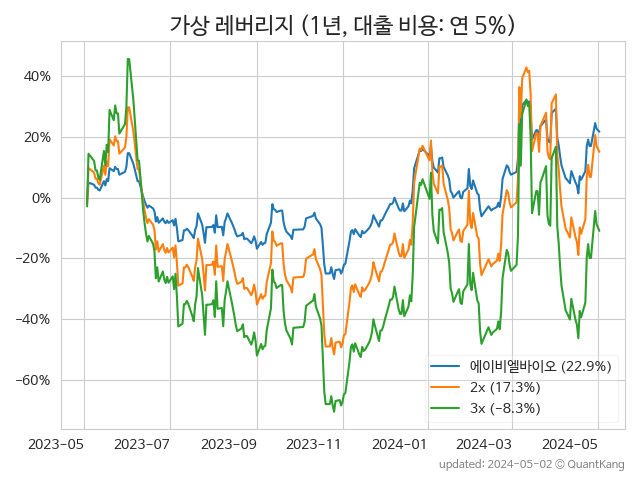 가상 레버리지 (1년, 대출 비용: 연 5%)
40%
20%
0%
−20%
−40%
−60%
에이비엘바이오 (22.9%)
2x (17.3%)
3x (−8.3%)
2023-05 2023-07 2023-09 2023-11 2024-01 2024-03 2024-05
updated: 2024-05-02 © QuantKang